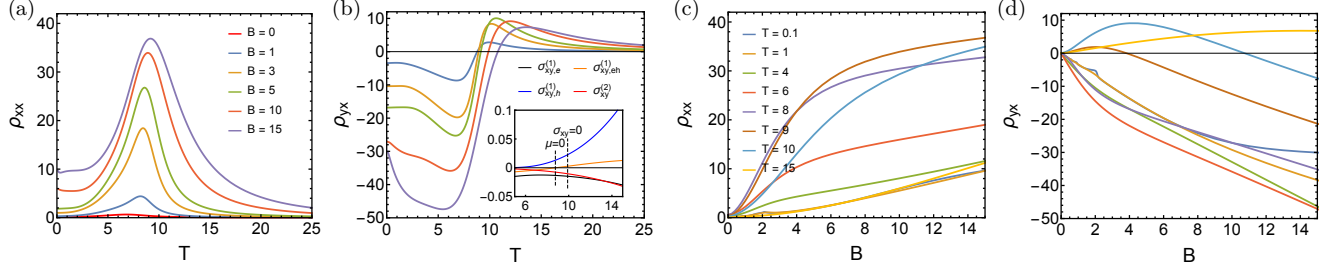 (a)
40
30
20
10
0
ρxx
0 5 10 15 20 25
T
B = 0
B = 1
B = 3
B = 5
B = 10
B = 15
(b)
10
0
−10
−20
−30
−40
−50
ρyx
0 5 10 15 20 25
T
σ(1)xy,e
σ(1)xy,eh
σ(1)xy,h
σ(2)xy
0.1
0.05
0
−0.05
σxy=0
μ=0
6 10 14
(c)
40
30
20
10
0
ρxx
0 2 4 6 8 10 12 14
B
T = 0.1
T = 1
T = 4
T = 6
T = 8
T = 9
T = 10
T = 15
(d)
10
0
−10
−20
−30
−40
−50
ρyx
0 2 4 6 8 10 12 14
B